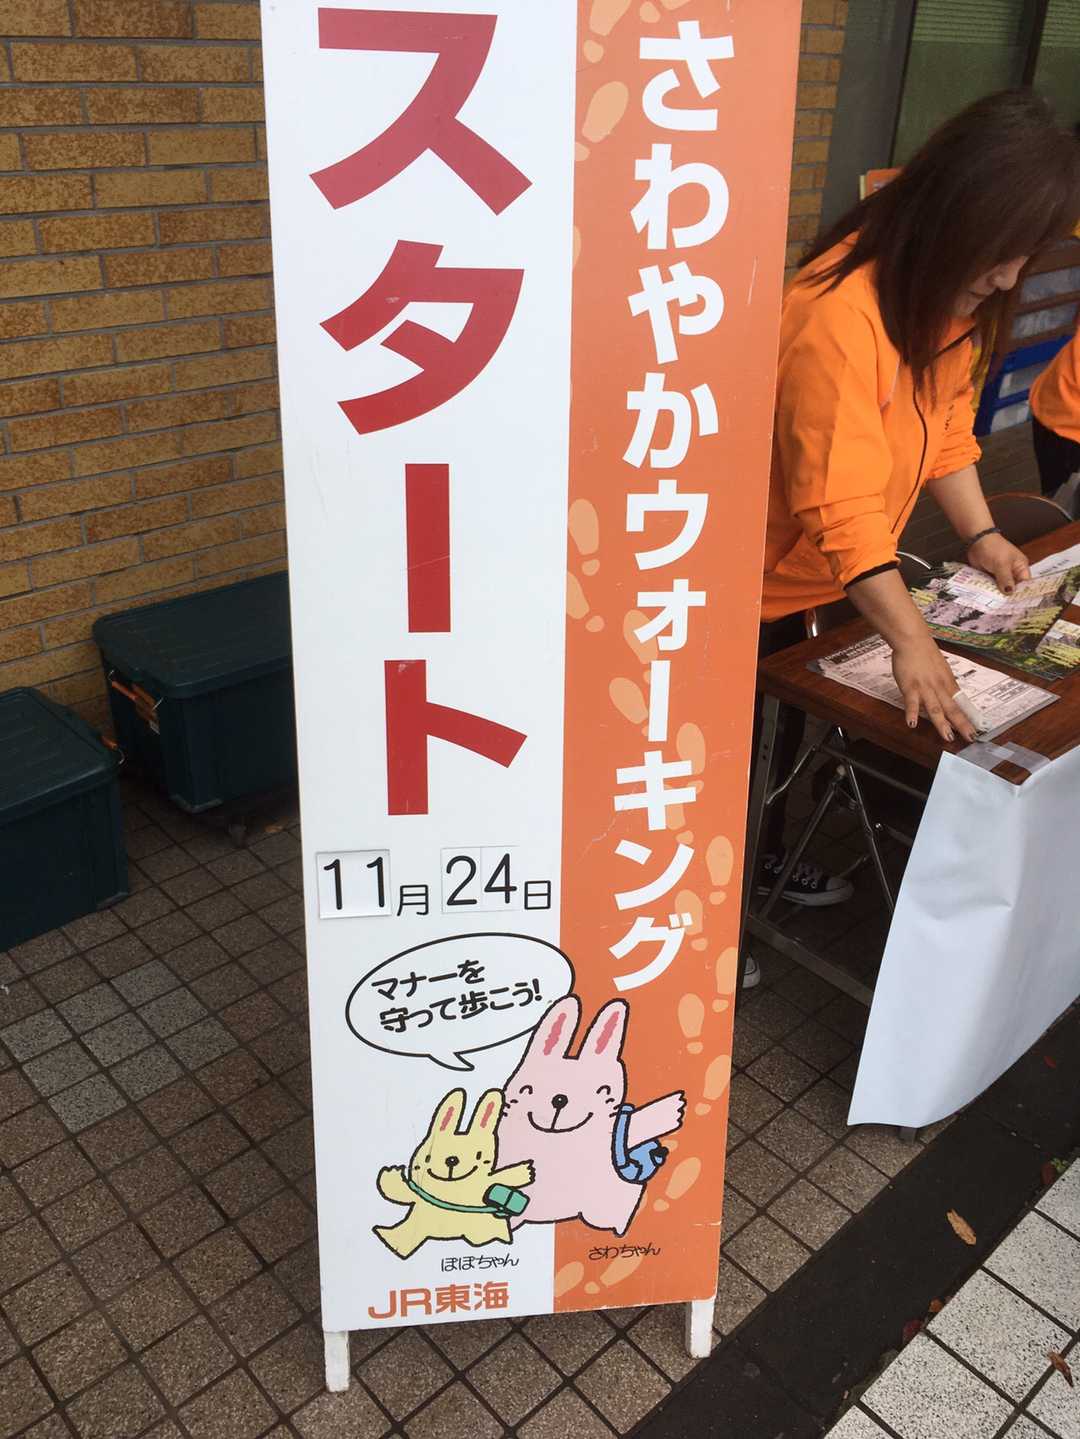 さわやかウォーキング
スタート
11月24日
マナーを
守って歩こう!
ぽぽちゃん
さわちゃん
JR東海